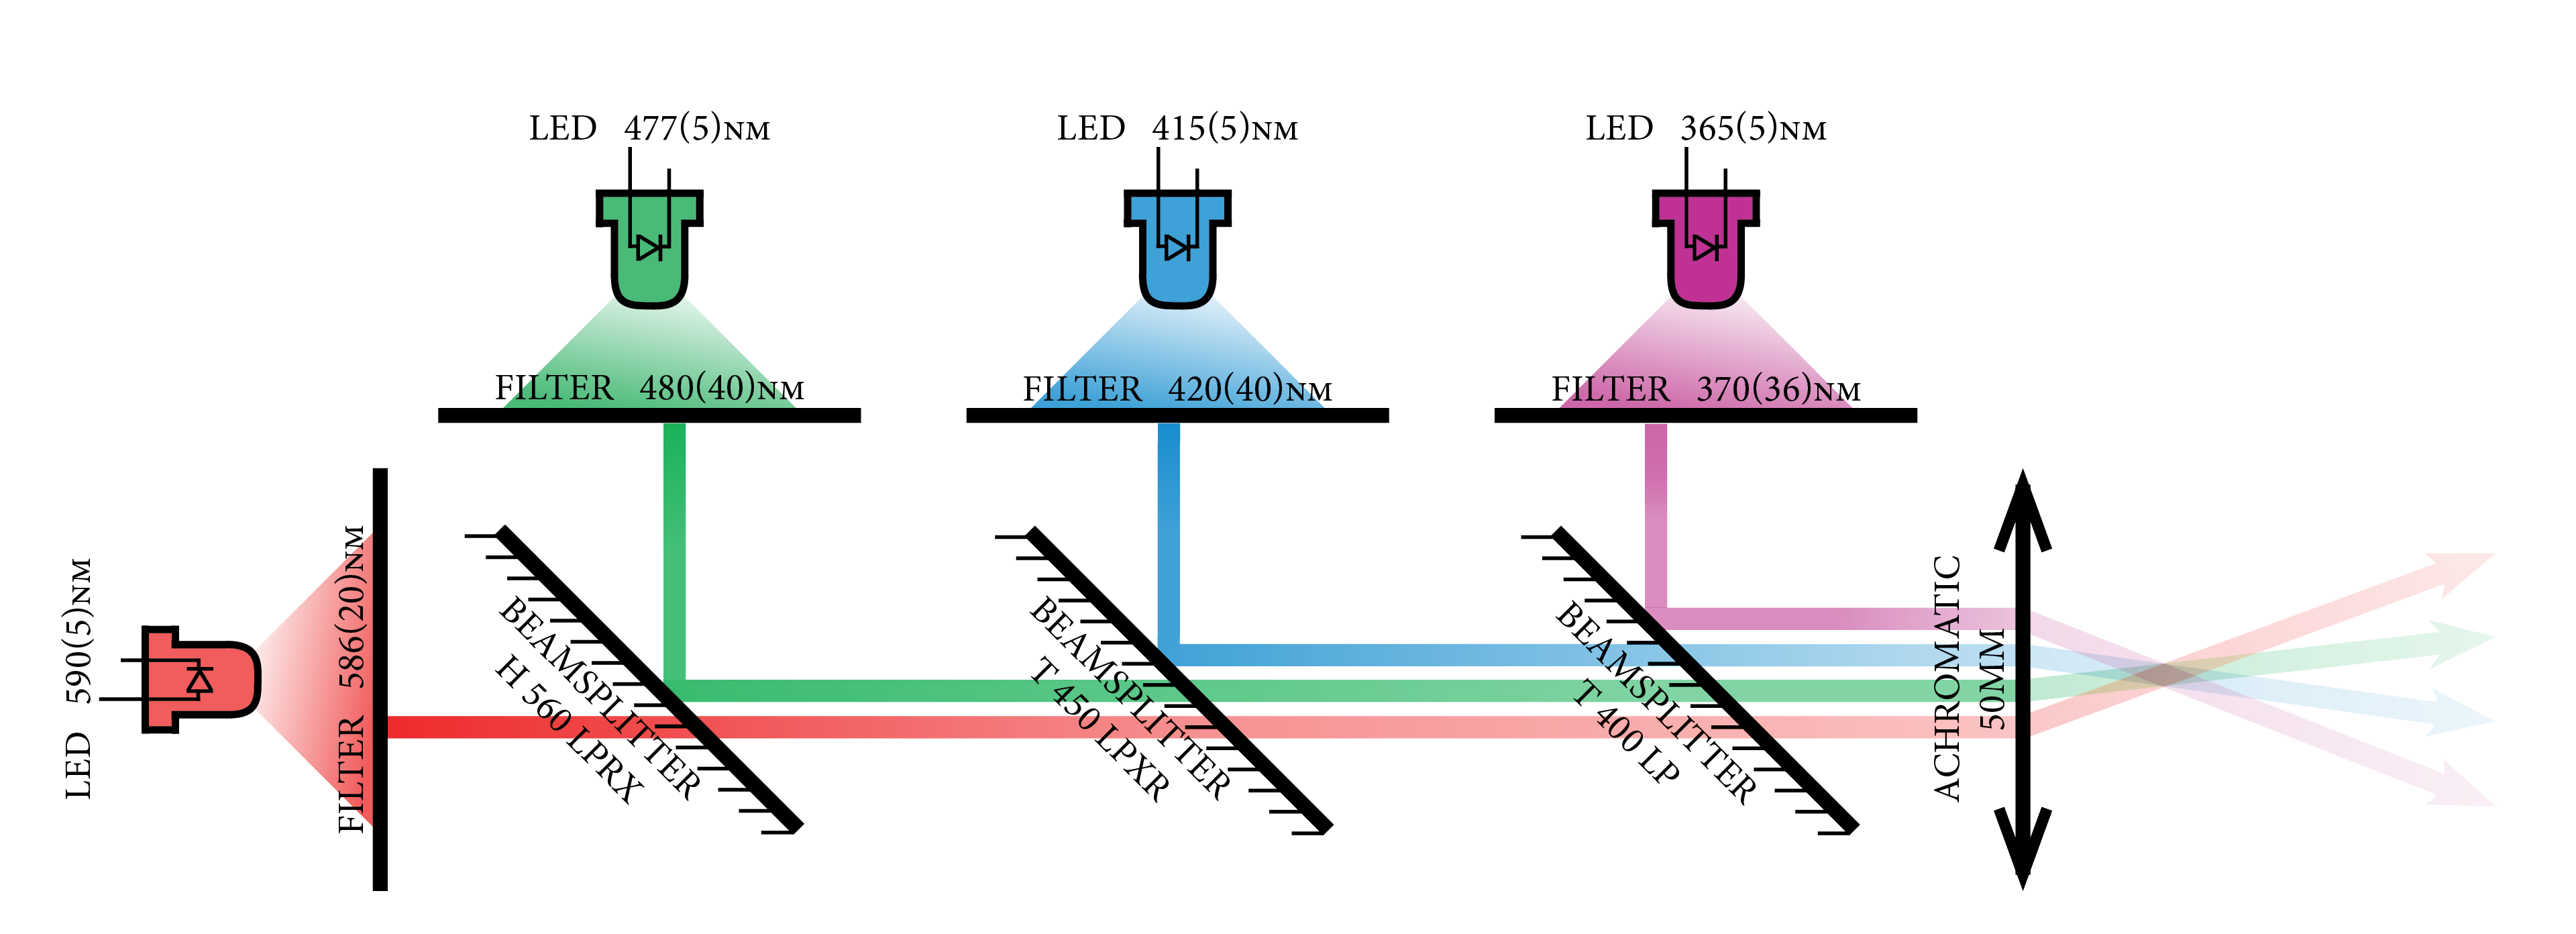 LED 477(5)NM
LED 415(5)NM
LED 365(5)NM
FILTER 480(40)NM
FILTER 420(40)NM
FILTER 370(36)NM
LED 590(5)NM
FILTER 586(20)NM
BEAMSPLITTER
H 560 LPRX
BEAMSPLITTER
T 450 LPXR
BEAMSPLITTER
T 400 LP
ACHROMATIC
50MM